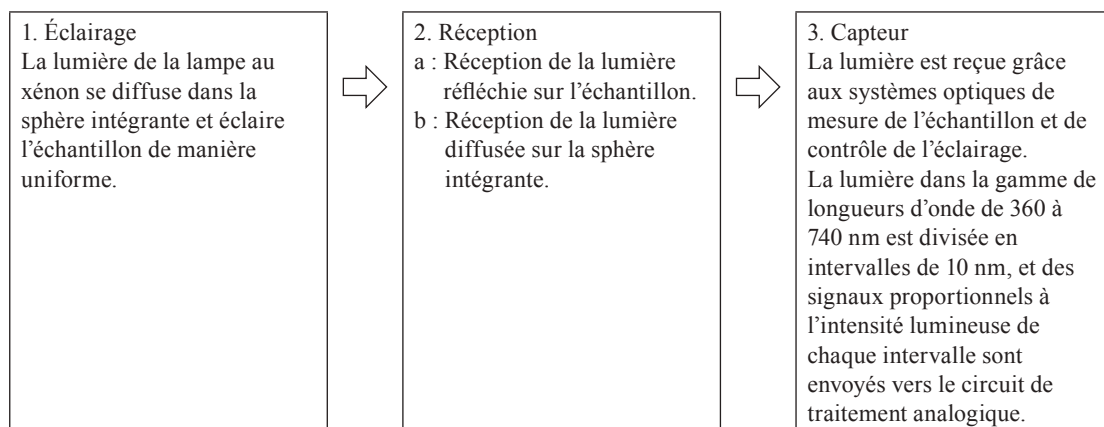 1. Éclairage
La lumière de la lampe au
xénon se diffuse dans la
sphère intégrante et éclaire
l’échantillon de manière
uniforme.
2. Réception
a : Réception de la lumière
réfléchie sur l’échantillon.
b : Réception de la lumière
diffusée sur la sphère
intégrante.
3. Capteur
La lumière est reçue grâce
aux systèmes optiques de
mesure de l’échantillon et de
contrôle de l’éclairage.
La lumière dans la gamme de
longueurs d’onde de 360 à
740 nm est divisée en
intervalles de 10 nm, et des
signaux proportionnels à
l’intensité lumineuse de
chaque intervalle sont
envoyés vers le circuit de
traitement analogique.